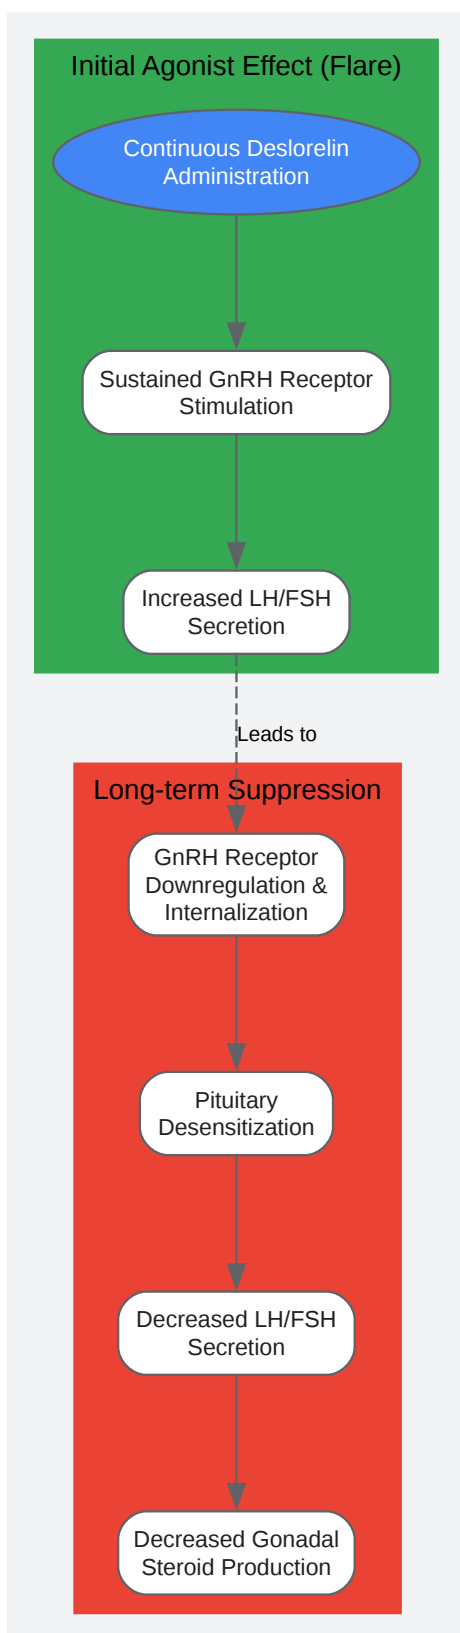 Initial Agonist Effect (Flare)
Continuous Deslorelin
Administration
Sustained GnRH Receptor
Stimulation
Increased LH/FSH
Secretion
Leads to
Long-term Suppression
GnRH Receptor
Downregulation &
Internalization
Pituitary
Desensitization
Decreased LH/FSH
Secretion
Decreased Gonadal
Steroid Production